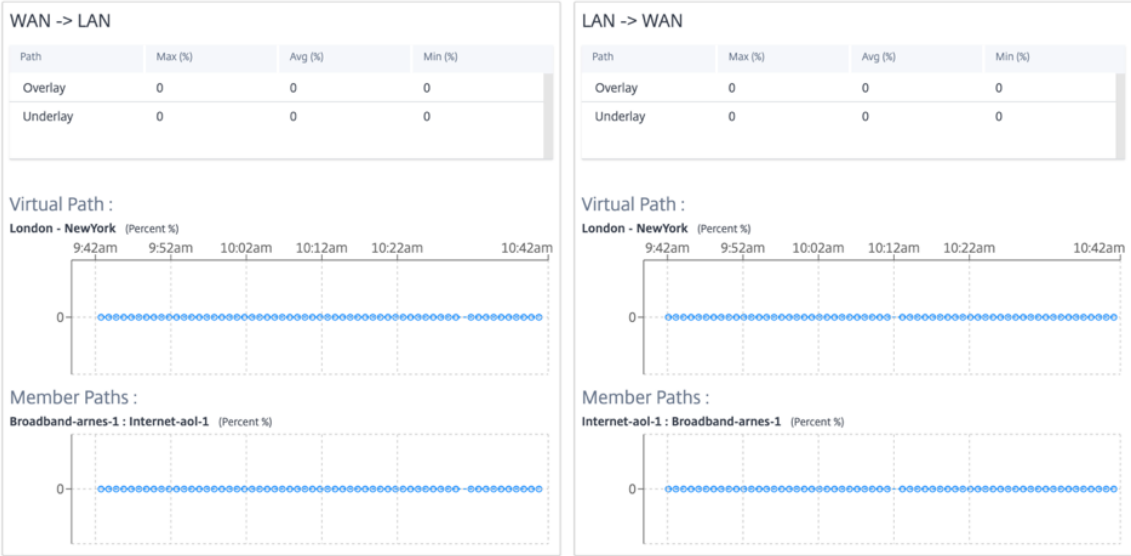 WAN -> LAN
Path Max (%) Avg (%) Min (%)
Overlay 0 0 0
Underlay 0 0 0
Virtual Path :
London - NewYork (Percent %)
9:42am 9:52am 10:02am 10:12am 10:22am 10:42am
0
Member Paths :
Broadband-arnes-1 : Internet-aol-1 (Percent %)
0
LAN -> WAN
Path Max (%) Avg (%) Min (%)
Overlay 0 0 0
Underlay 0 0 0
Virtual Path :
London - NewYork (Percent %)
9:42am 9:52am 10:02am 10:12am 10:22am 10:42am
0
Member Paths :
Internet-aol-1 : Broadband-arnes-1 (Percent %)
0